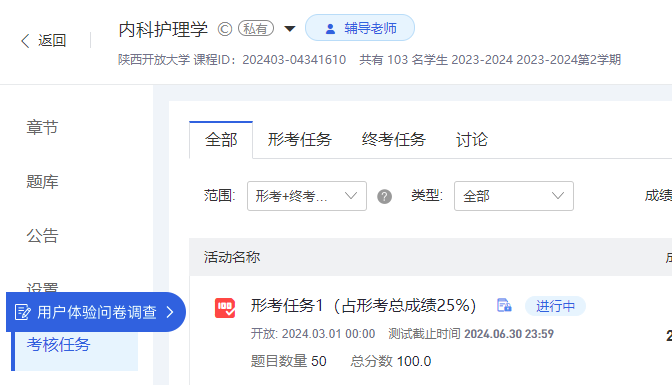 返回
内科护理学 © 私有 辅导老师
陕西开放大学 课程ID：202403-04341610 共有 103 名学生 2023-2024 2023-2024第2学期
章节
题库
公告
设置
用户体验问卷调查
考核任务
全部 形考任务 终考任务 讨论
范围: 形考+终考... ? 类型: 全部 成绩
活动名称
100 形考任务1（占形考总成绩25%） 进行中
开放: 2024.03.01 00:00 测试截止时间 2024.06.30 23:59
题目数量 50 总分数 100.0